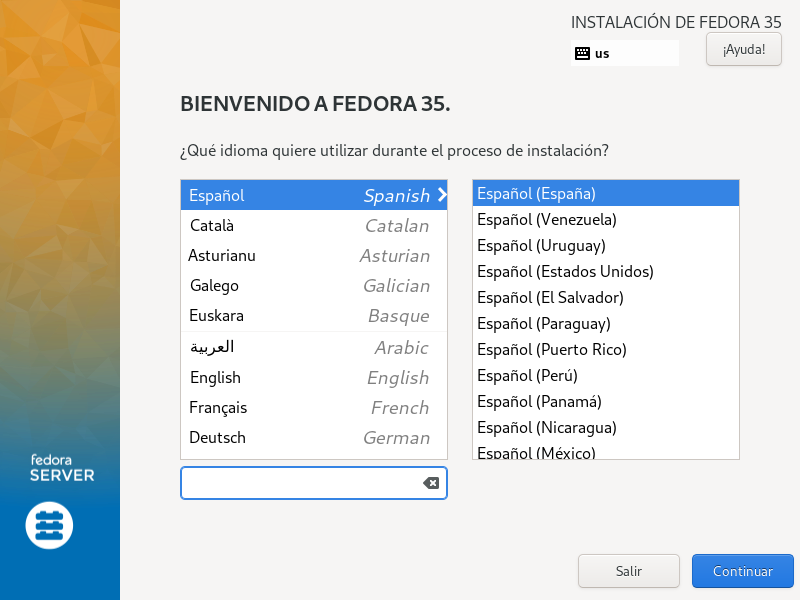 INSTALACIÓN DE FEDORA 35
us
¡Ayuda!
BIENVENIDO A FEDORA 35.
¿Qué idioma quiere utilizar durante el proceso de instalación?
Español Spanish
Català Catalan
Asturianu Asturian
Galego Galician
Euskara Basque
العربية Arabic
English English
Français French
Deutsch German
Español (España)
Español (Venezuela)
Español (Uruguay)
Español (Estados Unidos)
Español (El Salvador)
Español (Paraguay)
Español (Puerto Rico)
Español (Perú)
Español (Panamá)
Español (Nicaragua)
Español (México)
fedora
SERVER
Salir
Continuar